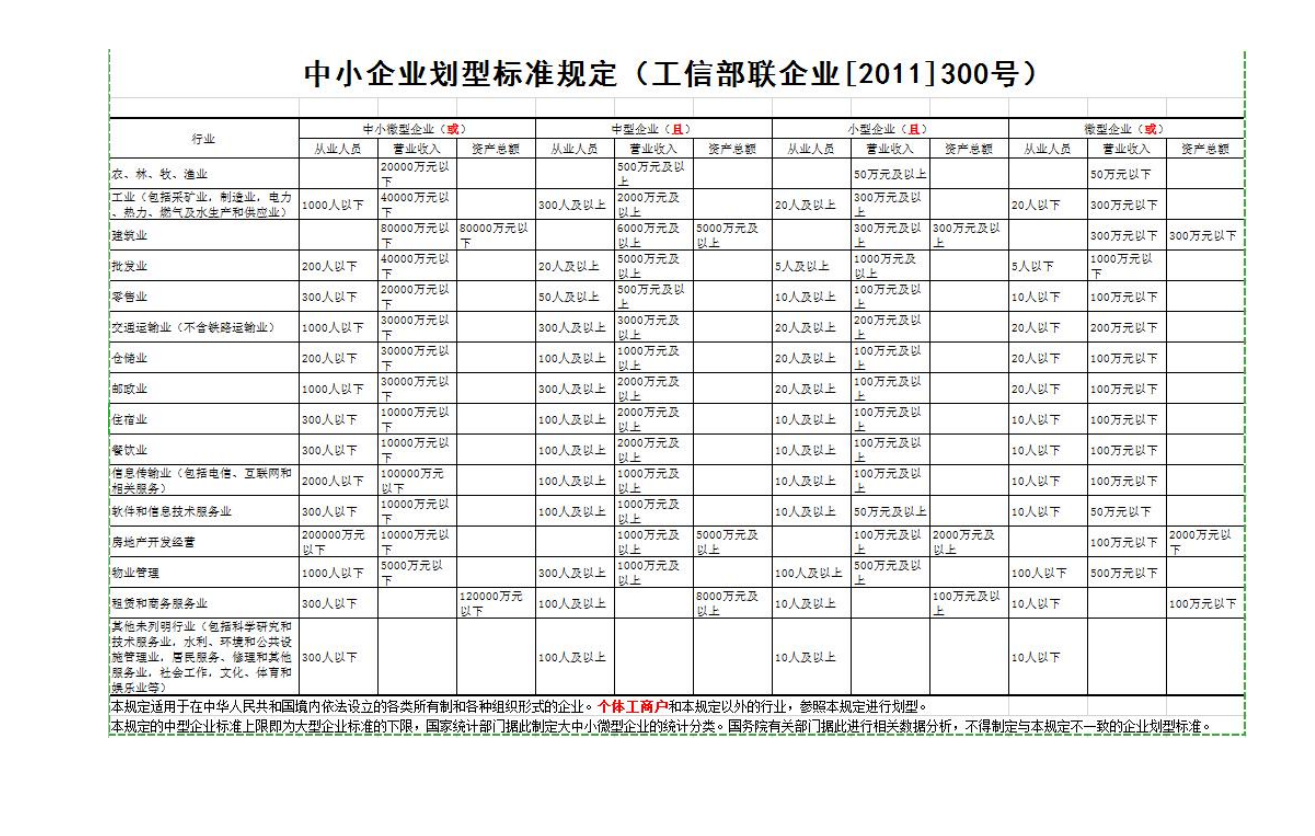 中小企业划型标准规定（工信部联企业[2011]300号）
行业 中小微型企业（或） 中型企业（且） 小型企业（且） 微型企业（或）
从业人员 营业收入 资产总额 从业人员 营业收入 资产总额 从业人员 营业收入 资产总额 从业人员 营业收入 资产总额
农、林、牧、渔业 20000万元以下 500万元及以上 50万元及以上 50万元以下
工业（包括采矿业，制造业，电力、热力、燃气及水生产和供应业） 1000人以下 40000万元以下 300人及以上 2000万元及以上 20人及以上 300万元及以上 20人以下 300万元以下
建筑业 80000万元以下 80000万元以下 6000万元及以上 5000万元及以上 300万元及以上 300万元及以上 300万元以下 300万元以下
批发业 200人以下 40000万元以下 20人及以上 5000万元及以上 5人及以上 1000万元及以上 5人以下 1000万元以下
零售业 300人以下 20000万元以下 50人及以上 500万元及以上 10人及以上 100万元及以上 10人以下 100万元以下
交通运输业（不含铁路运输业） 1000人以下 30000万元以下 300人及以上 3000万元及以上 20人及以上 200万元及以上 20人以下 200万元以下
仓储业 200人以下 30000万元以下 100人及以上 1000万元及以上 20人及以上 100万元及以上 20人以下 100万元以下
邮政业 1000人以下 30000万元以下 300人及以上 2000万元及以上 20人及以上 100万元及以上 20人以下 100万元以下
住宿业 300人以下 10000万元以下 100人及以上 2000万元及以上 10人及以上 100万元及以上 10人以下 100万元以下
餐饮业 300人以下 10000万元以下 100人及以上 2000万元及以上 10人及以上 100万元及以上 10人以下 100万元以下
信息传输业（包括电信、互联网和相关服务） 2000人以下 100000万元以下 100人及以上 1000万元及以上 10人及以上 100万元及以上 10人以下 100万元以下
软件和信息技术服务业 300人以下 10000万元以下 100人及以上 1000万元及以上 10人及以上 50万元及以上 10人以下 50万元以下
房地产开发经营 200000万元以下 10000万元以下 1000万元及以上 5000万元及以上 100万元及以上 2000万元及以上 100万元以下 2000万元以下
物业管理 1000人以下 5000万元以下 300人及以上 1000万元及以上 100人及以上 500万元及以上 100人以下 500万元以下
租赁和商务服务业 300人以下 120000万元以下 100人及以上 8000万元及以上 10人及以上 100万元及以上 10人以下 100万元以下
其他未列明行业（包括科学研究和技术服务业，水利、环境和公共设施管理业，居民服务、修理和其他服务业，社会工作，文化、体育和娱乐业等） 300人以下 100人及以上 10人及以上 10人以下
本规定适用于在中华人民共和国境内依法设立的各类所有制和各种组织形式的企业。个体工商户和本规定以外的行业，参照本规定进行划型。
本规定的中型企业标准上限即为大型企业标准的下限，国家统计部门据此制定大中小微型企业的统计分类。国务院有关部门据此进行相关数据分析，不得制定与本规定不一致的企业划型标准。